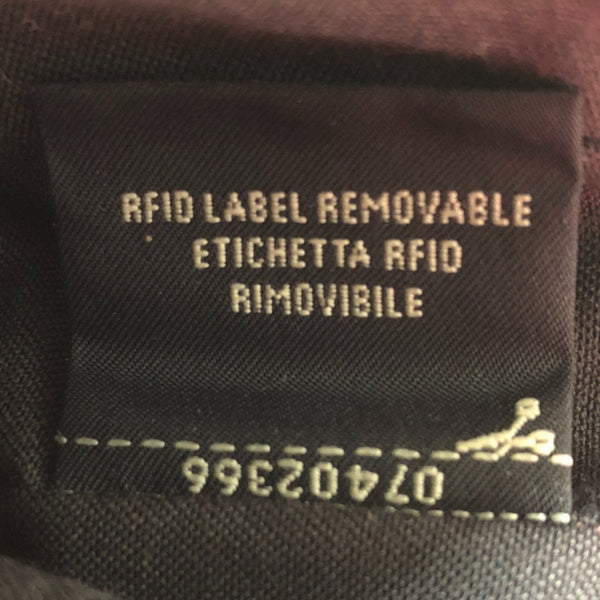 RFID LABEL REMOVABLE
ETICHETTA RFID
RIMOVIBILE
07402366